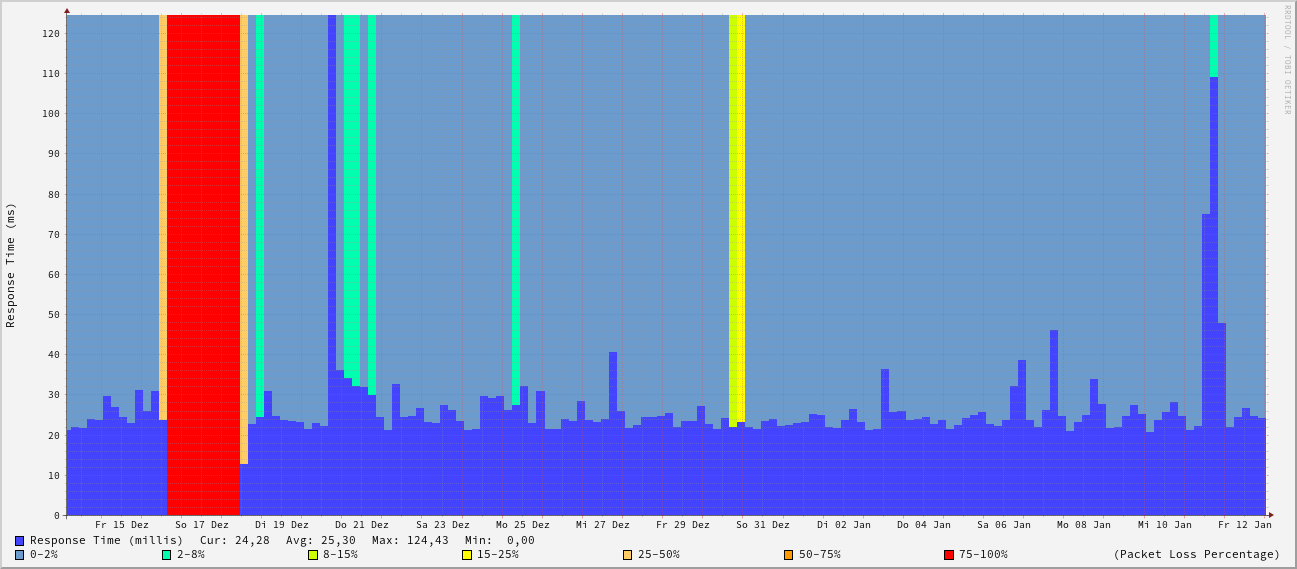 RRDTOOL / TOBI OETIKER
Response Time (ms)
120
110
100
90
80
70
60
50
40
30
20
10
0
Fr 15 Dez So 17 Dez Di 19 Dez Do 21 Dez Sa 23 Dez Mo 25 Dez Mi 27 Dez Fr 29 Dez So 31 Dez Di 02 Jan Do 04 Jan Sa 06 Jan Mo 08 Jan Mi 10 Jan Fr 12 Jan
Response Time (millis) Cur: 24,28 Avg: 25,30 Max: 124,43 Min: 0,00
0-2% 2-8% 8-15% 15-25% 25-50% 50-75% 75-100% (Packet Loss Percentage)